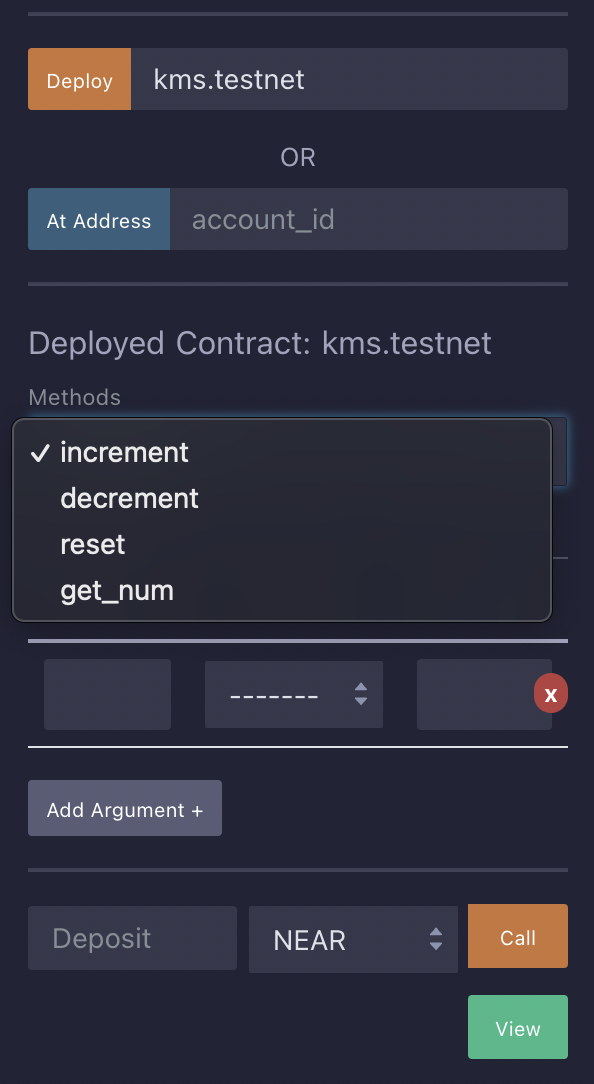 Deploy kms.testnet
OR
At Address account_id
Deployed Contract: kms.testnet
Methods
✓ increment
decrement
reset
get_num
------- x
Add Argument +
Deposit NEAR Call
View